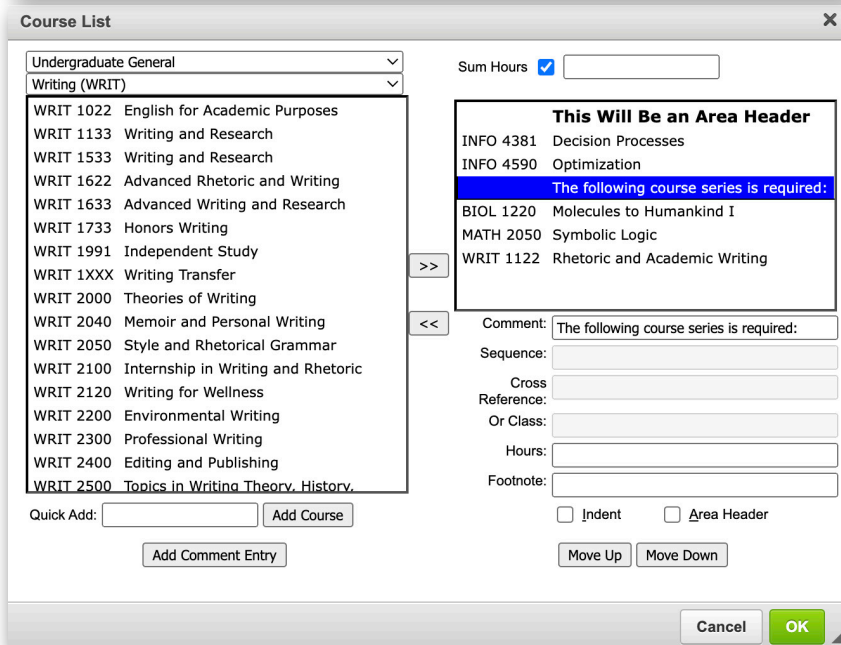 Course List
Undergraduate General
Writing (WRIT)
WRIT 1022 English for Academic Purposes
WRIT 1133 Writing and Research
WRIT 1533 Writing and Research
WRIT 1622 Advanced Rhetoric and Writing
WRIT 1633 Advanced Writing and Research
WRIT 1733 Honors Writing
WRIT 1991 Independent Study
WRIT 1XXX Writing Transfer
WRIT 2000 Theories of Writing
WRIT 2040 Memoir and Personal Writing
WRIT 2050 Style and Rhetorical Grammar
WRIT 2100 Internship in Writing and Rhetoric
WRIT 2120 Writing for Wellness
WRIT 2200 Environmental Writing
WRIT 2300 Professional Writing
WRIT 2400 Editing and Publishing
WRIT 2500 Topics in Writing Theory, History,
Quick Add:
Add Course
Add Comment Entry
>>
<<
Sum Hours
This Will Be an Area Header
INFO 4381 Decision Processes
INFO 4590 Optimization
The following course series is required:
BIOL 1220 Molecules to Humankind I
MATH 2050 Symbolic Logic
WRIT 1122 Rhetoric and Academic Writing
Comment: The following course series is required:
Sequence:
Cross
Reference:
Or Class:
Hours:
Footnote:
Indent Area Header
Move Up Move Down
Cancel OK